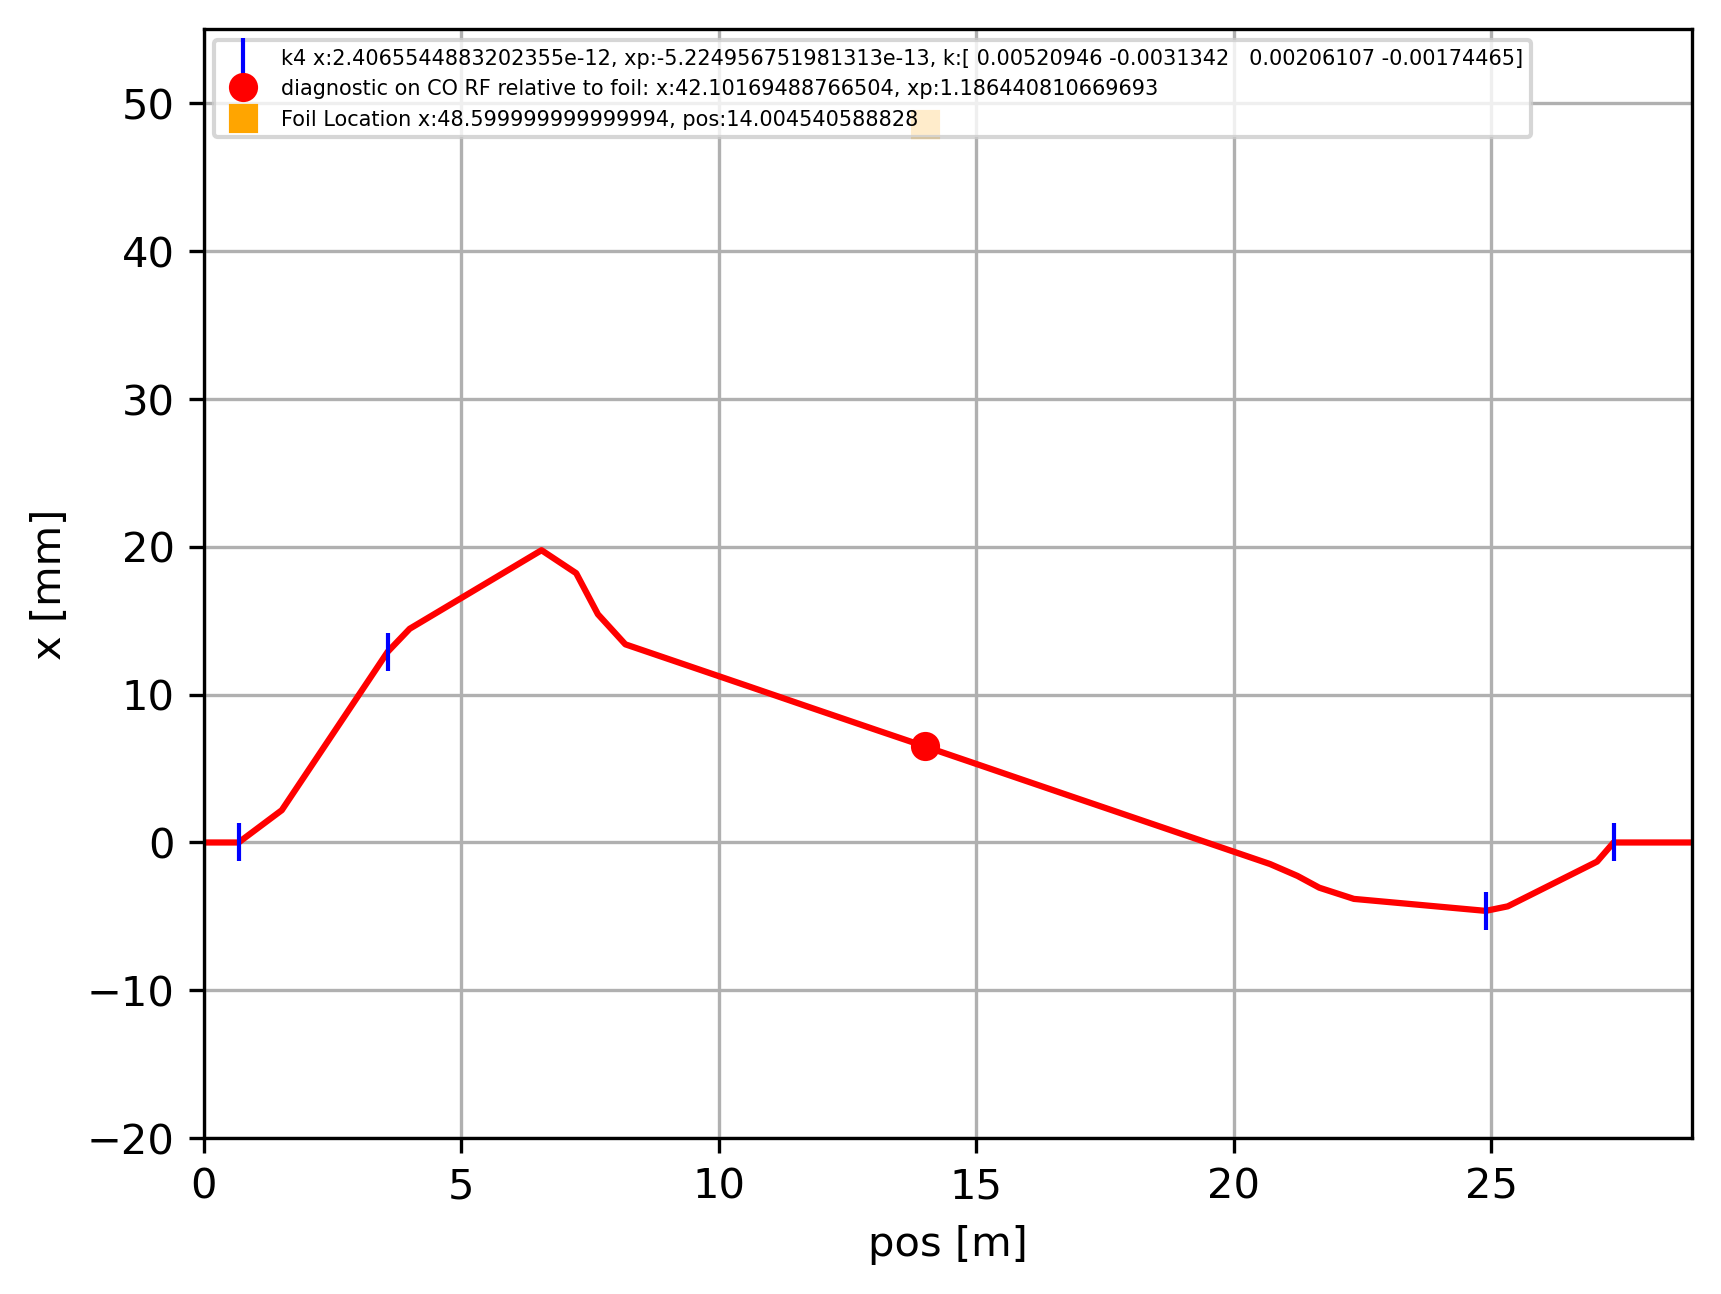 k4 x:2.4065544883202355e-12, xp:-5.224956751981313e-13, k:[ 0.00520946 -0.0031342   0.00206107 -0.00174465]
diagnostic on CO RF relative to foil: x:42.10169488766504, xp:1.186440810669693
Foil Location x:48.599999999999994, pos:14.004540588828
50
40
30
20
10
0
−10
−20
x [mm]
0 5 10 15 20 25
pos [m]